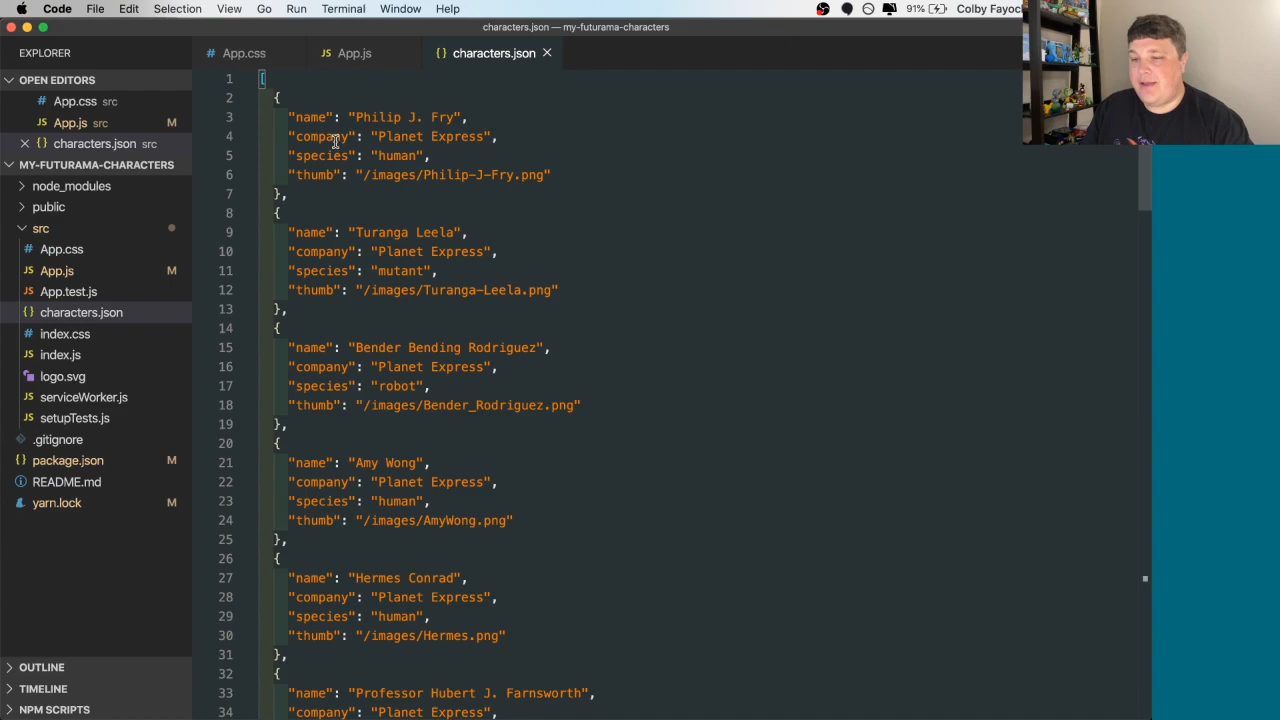 Code File Edit Selection View Go Run Terminal Window Help 91% Colby Fayoc
characters.json — my-futurama-characters
EXPLORER
# App.css JS App.js {} characters.json ×
OPEN EDITORS
# App.css src
JS App.js src M
× {} characters.json src
MY-FUTURAMA-CHARACTERS
node_modules
public
src
# App.css
JS App.js M
JS App.test.js
{} characters.json
# index.css
JS index.js
logo.svg
JS serviceWorker.js
JS setupTests.js
.gitignore
{} package.json M
README.md
yarn.lock M
OUTLINE
TIMELINE
NPM SCRIPTS
1 [
2 {
3 "name": "Philip J. Fry",
4 "company": "Planet Express",
5 "species": "human",
6 "thumb": "/images/Philip-J-Fry.png"
7 },
8 {
9 "name": "Turanga Leela",
10 "company": "Planet Express",
11 "species": "mutant",
12 "thumb": "/images/Turanga-Leela.png"
13 },
14 {
15 "name": "Bender Bending Rodriguez",
16 "company": "Planet Express",
17 "species": "robot",
18 "thumb": "/images/Bender_Rodriguez.png"
19 },
20 {
21 "name": "Amy Wong",
22 "company": "Planet Express",
23 "species": "human",
24 "thumb": "/images/AmyWong.png"
25 },
26 {
27 "name": "Hermes Conrad",
28 "company": "Planet Express",
29 "species": "human",
30 "thumb": "/images/Hermes.png"
31 },
32 {
33 "name": "Professor Hubert J. Farnsworth",
34 "company": "Planet Express",